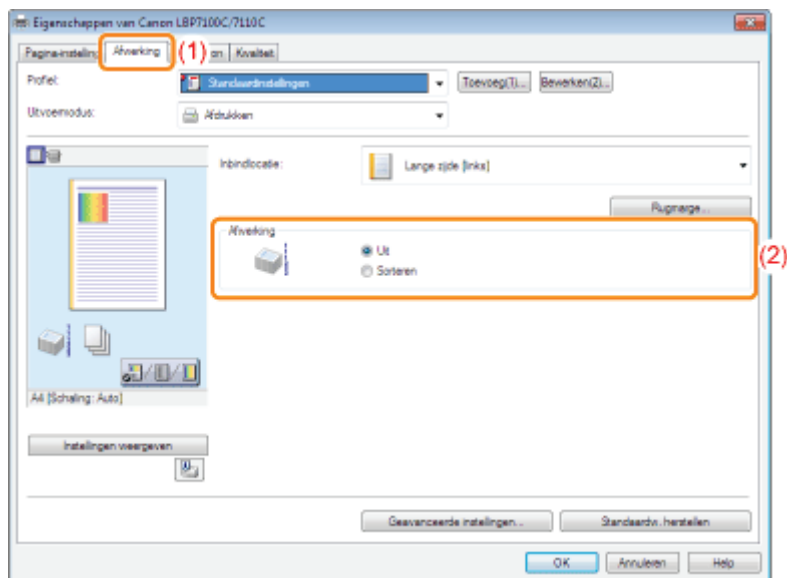 Eigenschappen van Canon LBP7100C/7110C
Pagina-instelling Afwerking (1) on Kwaliteit
Profiel: Standaardinstellingen Toevoeg(1)... Bewerken(2)...
Uitvoermodus: Afdrukken
Inbindlocatie: Lange zijde [links]
Rugmarge...
Afwerking
Uit
(2)
Sorteren
A4 [Schaling: Auto]
Instellingen weergeven
Geavanceerde instellingen... Standaardw. herstellen
OK Annuleren Help